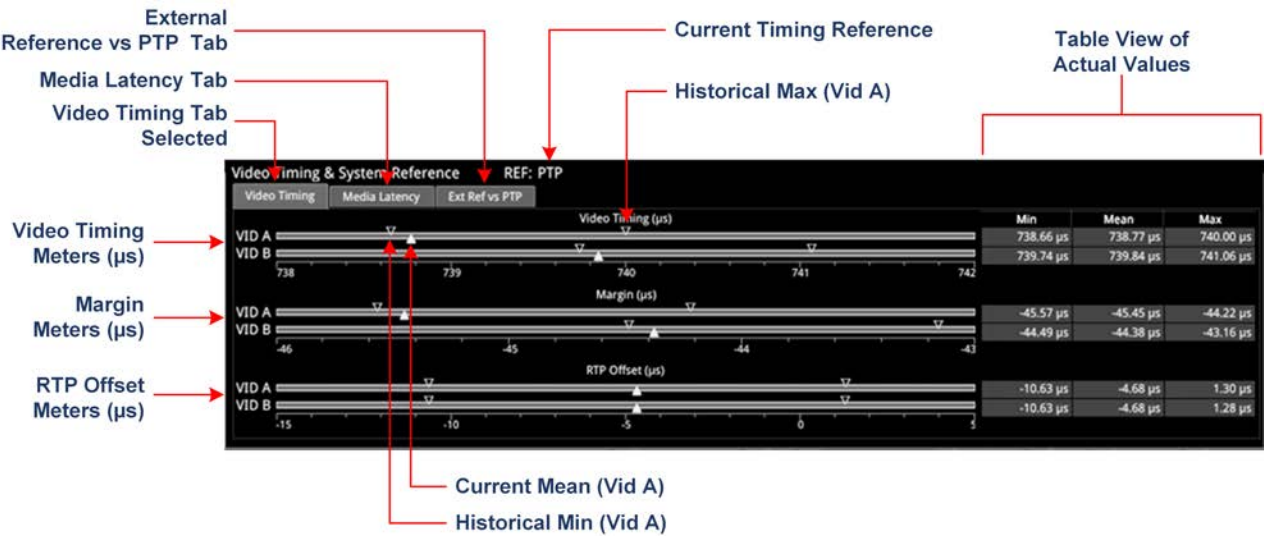 External
Reference vs PTP Tab
Current Timing Reference
Table View of
Actual Values
Media Latency Tab
Historical Max (Vid A)
Video Timing Tab
Selected
Video Timing & System Reference REF: PTP
Video Timing Media Latency Ext Ref vs PTP
Video Timing (µs)
Min Mean Max
Video Timing
Meters (µs)
VID A 738.66 µs 738.77 µs 740.00 µs
VID B 739.74 µs 739.84 µs 741.06 µs
738 739 740 741 742
Margin (µs)
Margin
Meters (µs)
VID A -45.57 µs -45.45 µs -44.22 µs
VID B -44.49 µs -44.38 µs -43.16 µs
-46 -45 -44 -43
RTP Offset (µs)
RTP Offset
Meters (µs)
VID A -10.63 µs -4.68 µs 1.30 µs
VID B -10.63 µs -4.68 µs 1.28 µs
-15 -10 -5 0 5
Current Mean (Vid A)
Historical Min (Vid A)